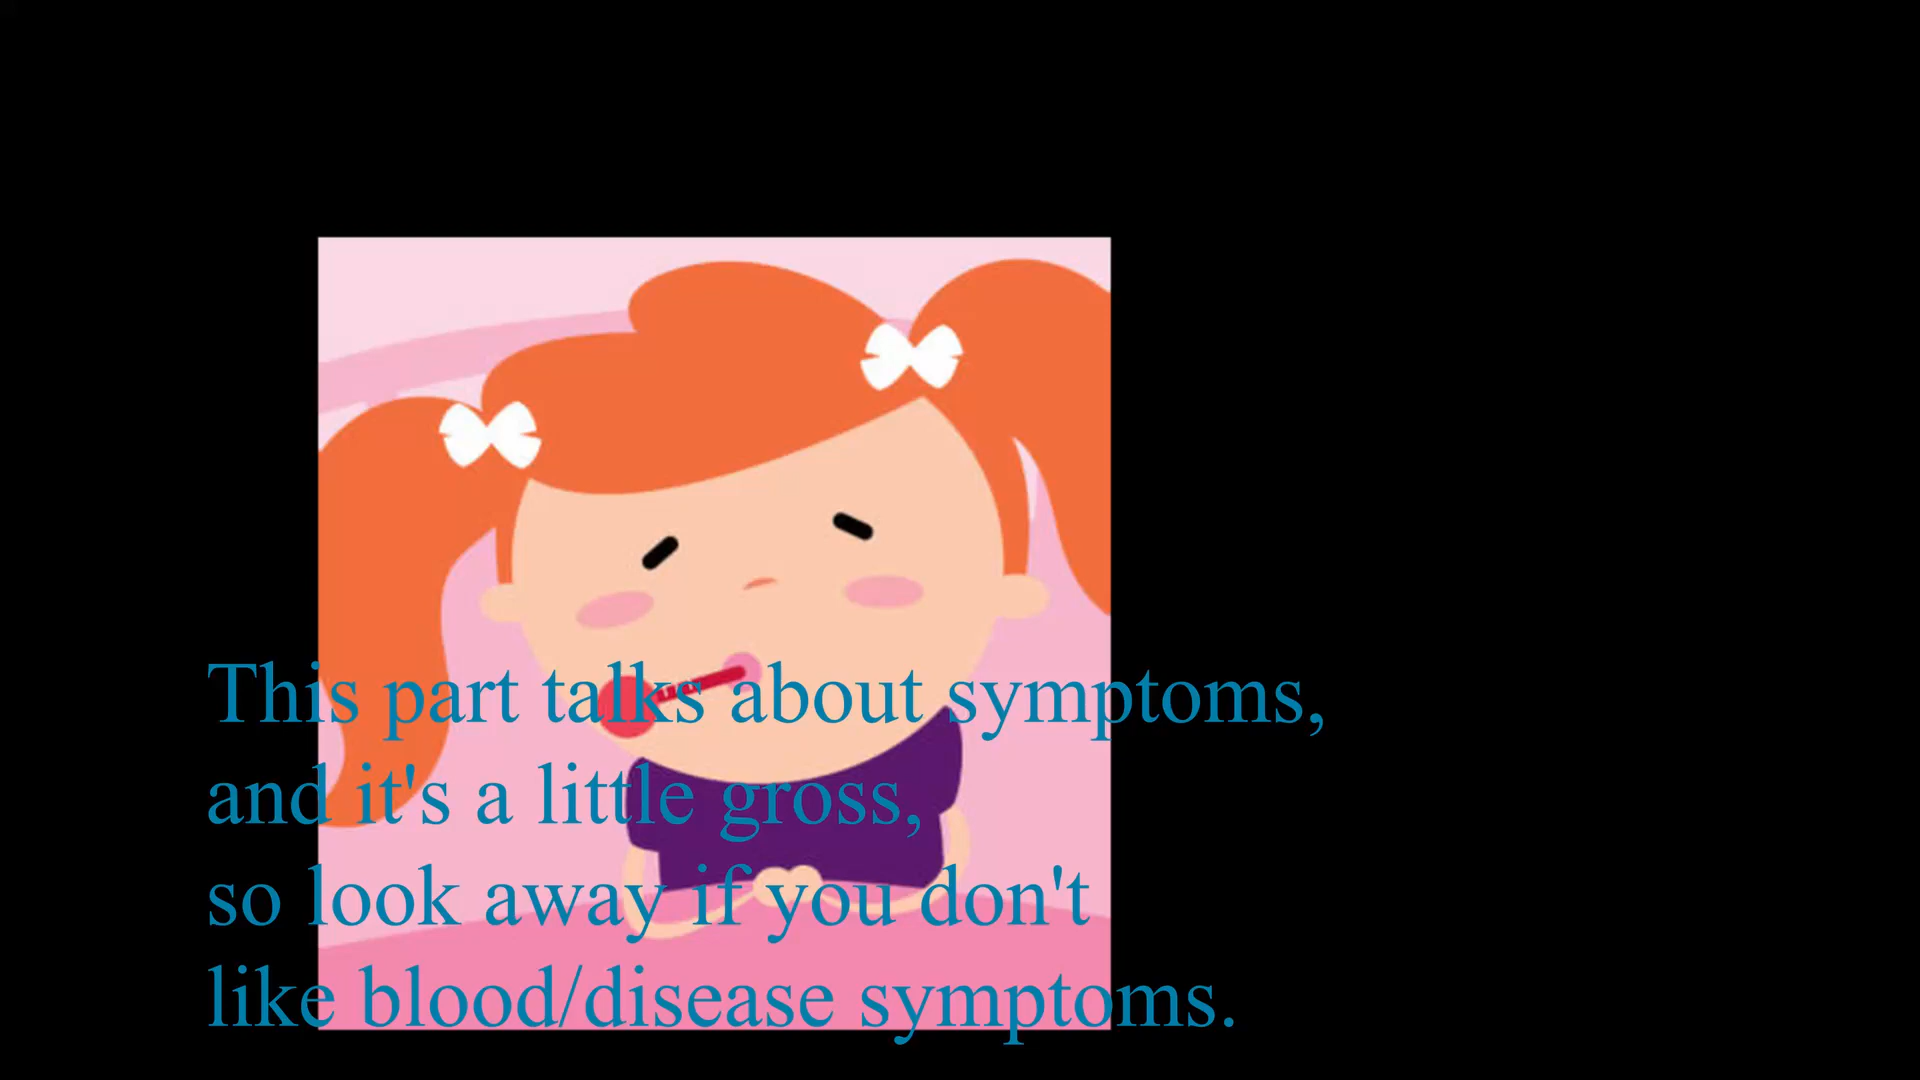 This part talks about symptoms,
and it's a little gross,
so look away if you don't
like blood/disease symptoms.